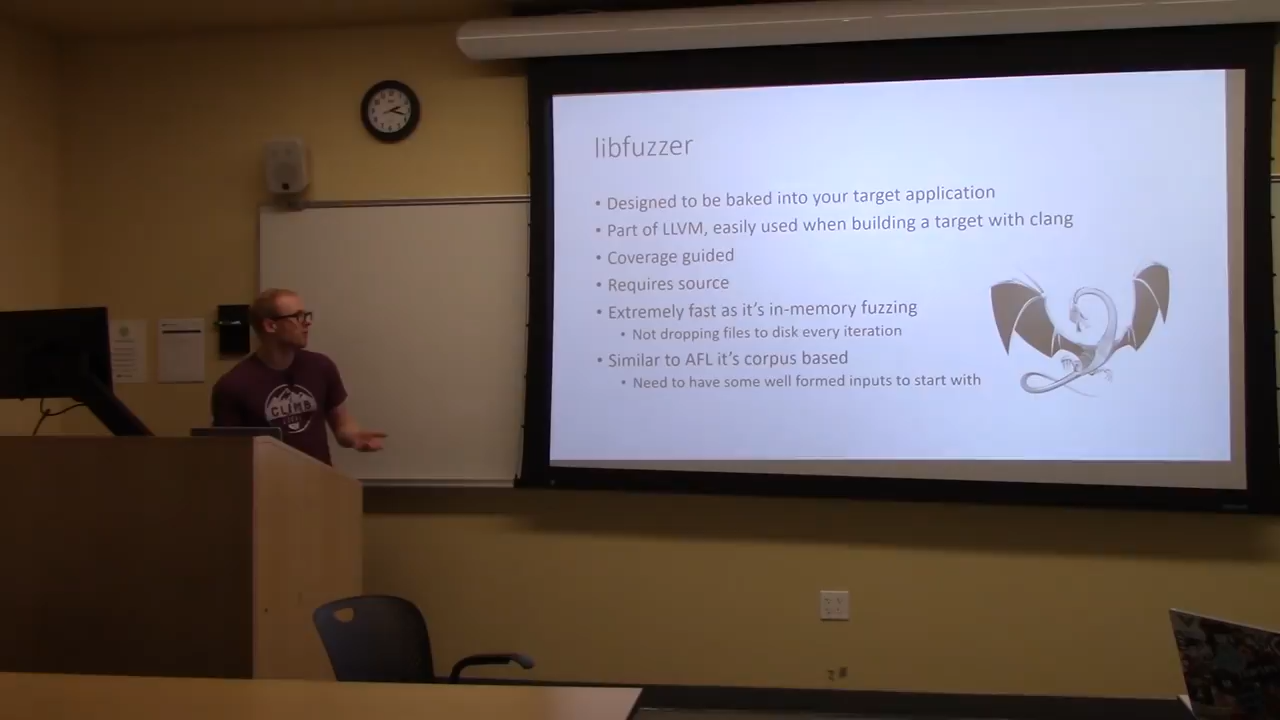 libfuzzer
• Designed to be baked into your target application
• Part of LLVM, easily used when building a target with clang
• Coverage guided
• Requires source
• Extremely fast as it's in-memory fuzzing
• Not dropping files to disk every iteration
• Similar to AFL it's corpus based
• Need to have some well formed inputs to start with
CLIMB